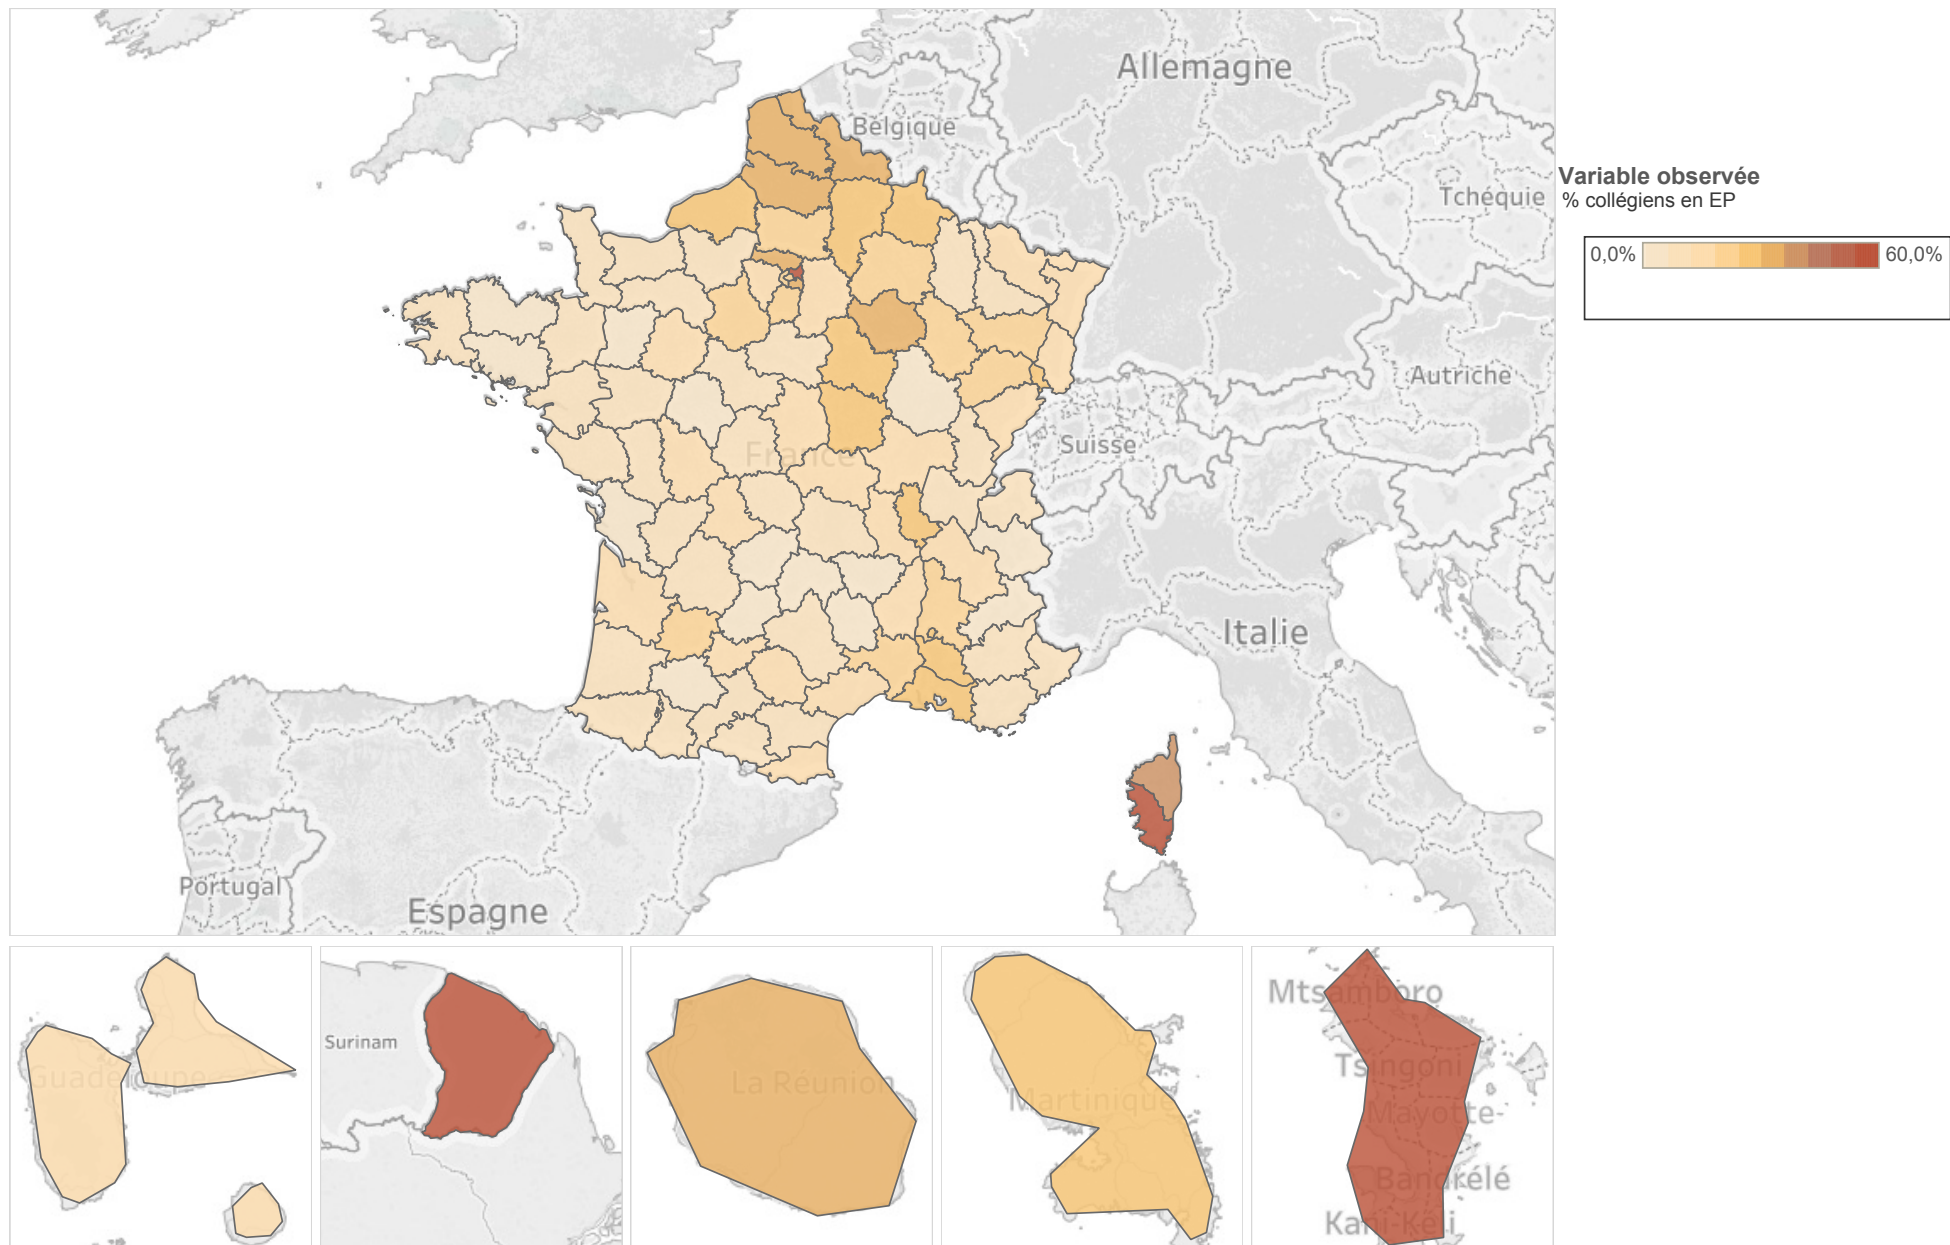 Allemagne
Belgique
Variable observée
Tchéquie
% collégiens en EP
0,0%
60,0%
Autriche
Suisse
France
Italie
Portugal
Espagne
Mtsamboro
Surinam
Tsingoni
Guadeloupe
La Réunion
Martinique
Mayotte
Bandrélé
Kani-Kéli